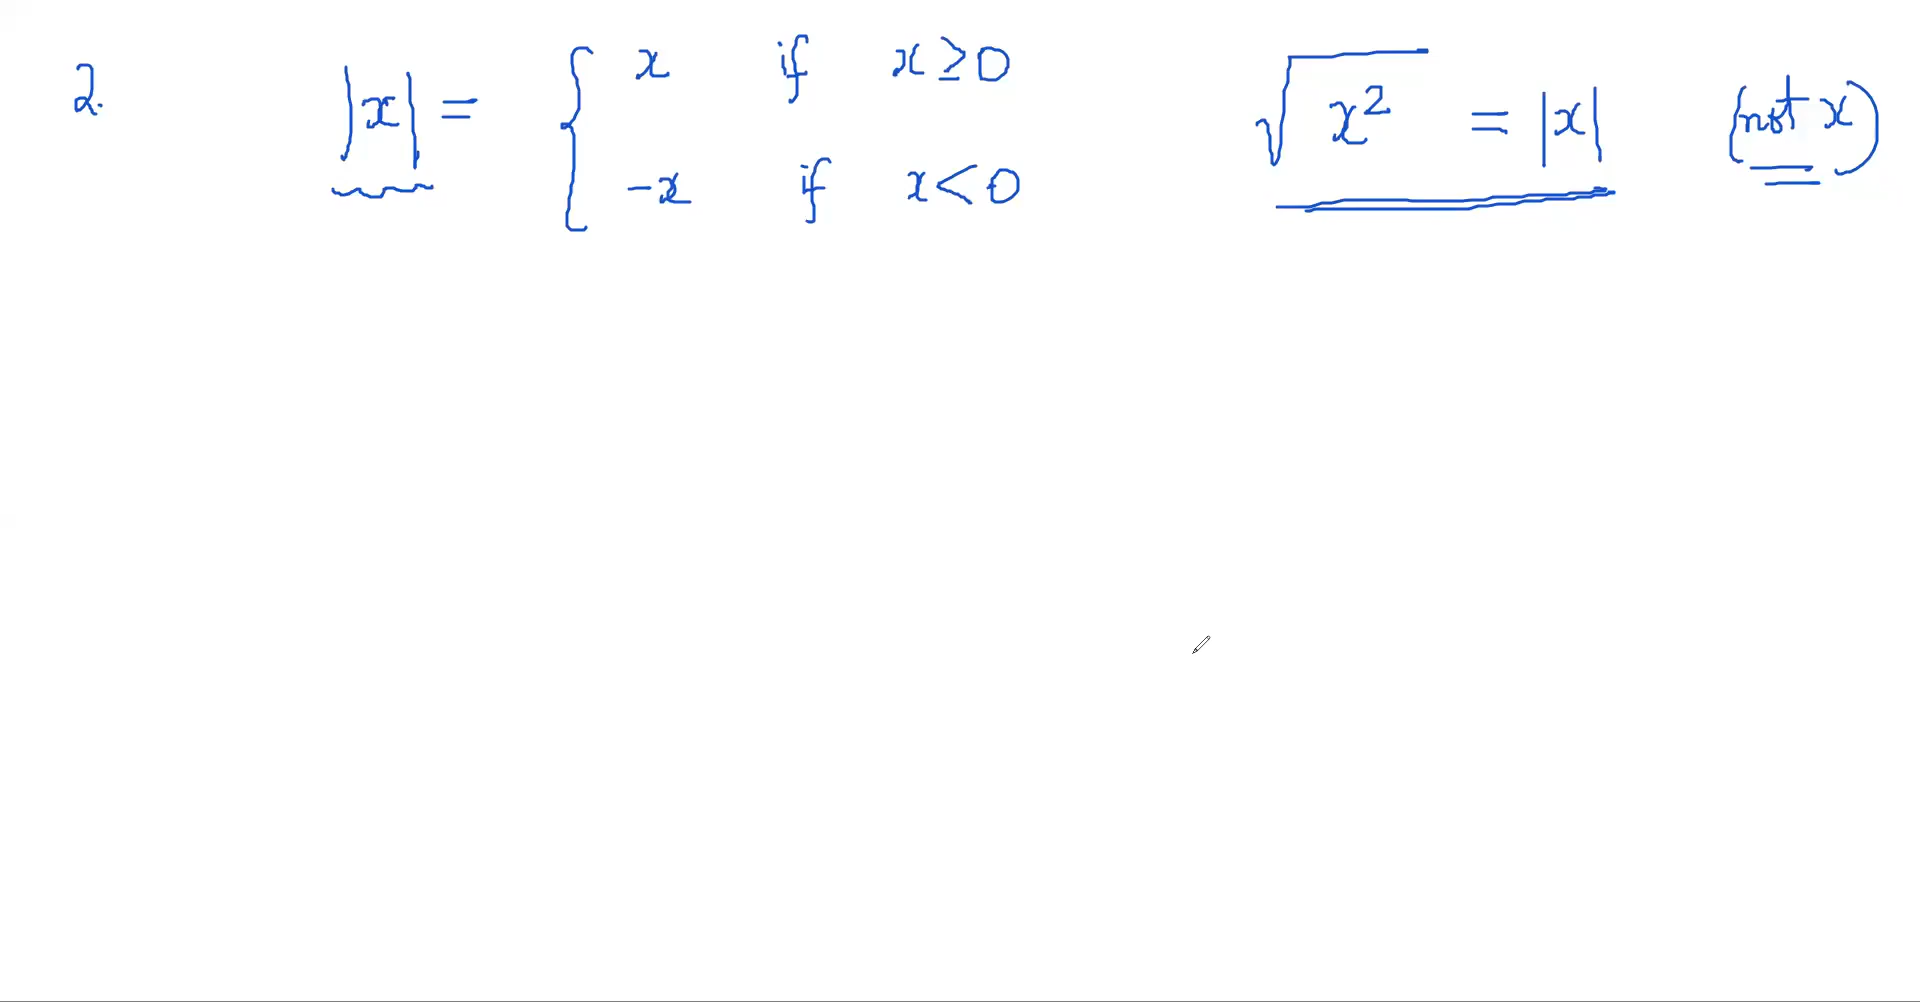 2. |x| = { x if x ≥ 0 √x² = |x| (not x)
-x if x < 0